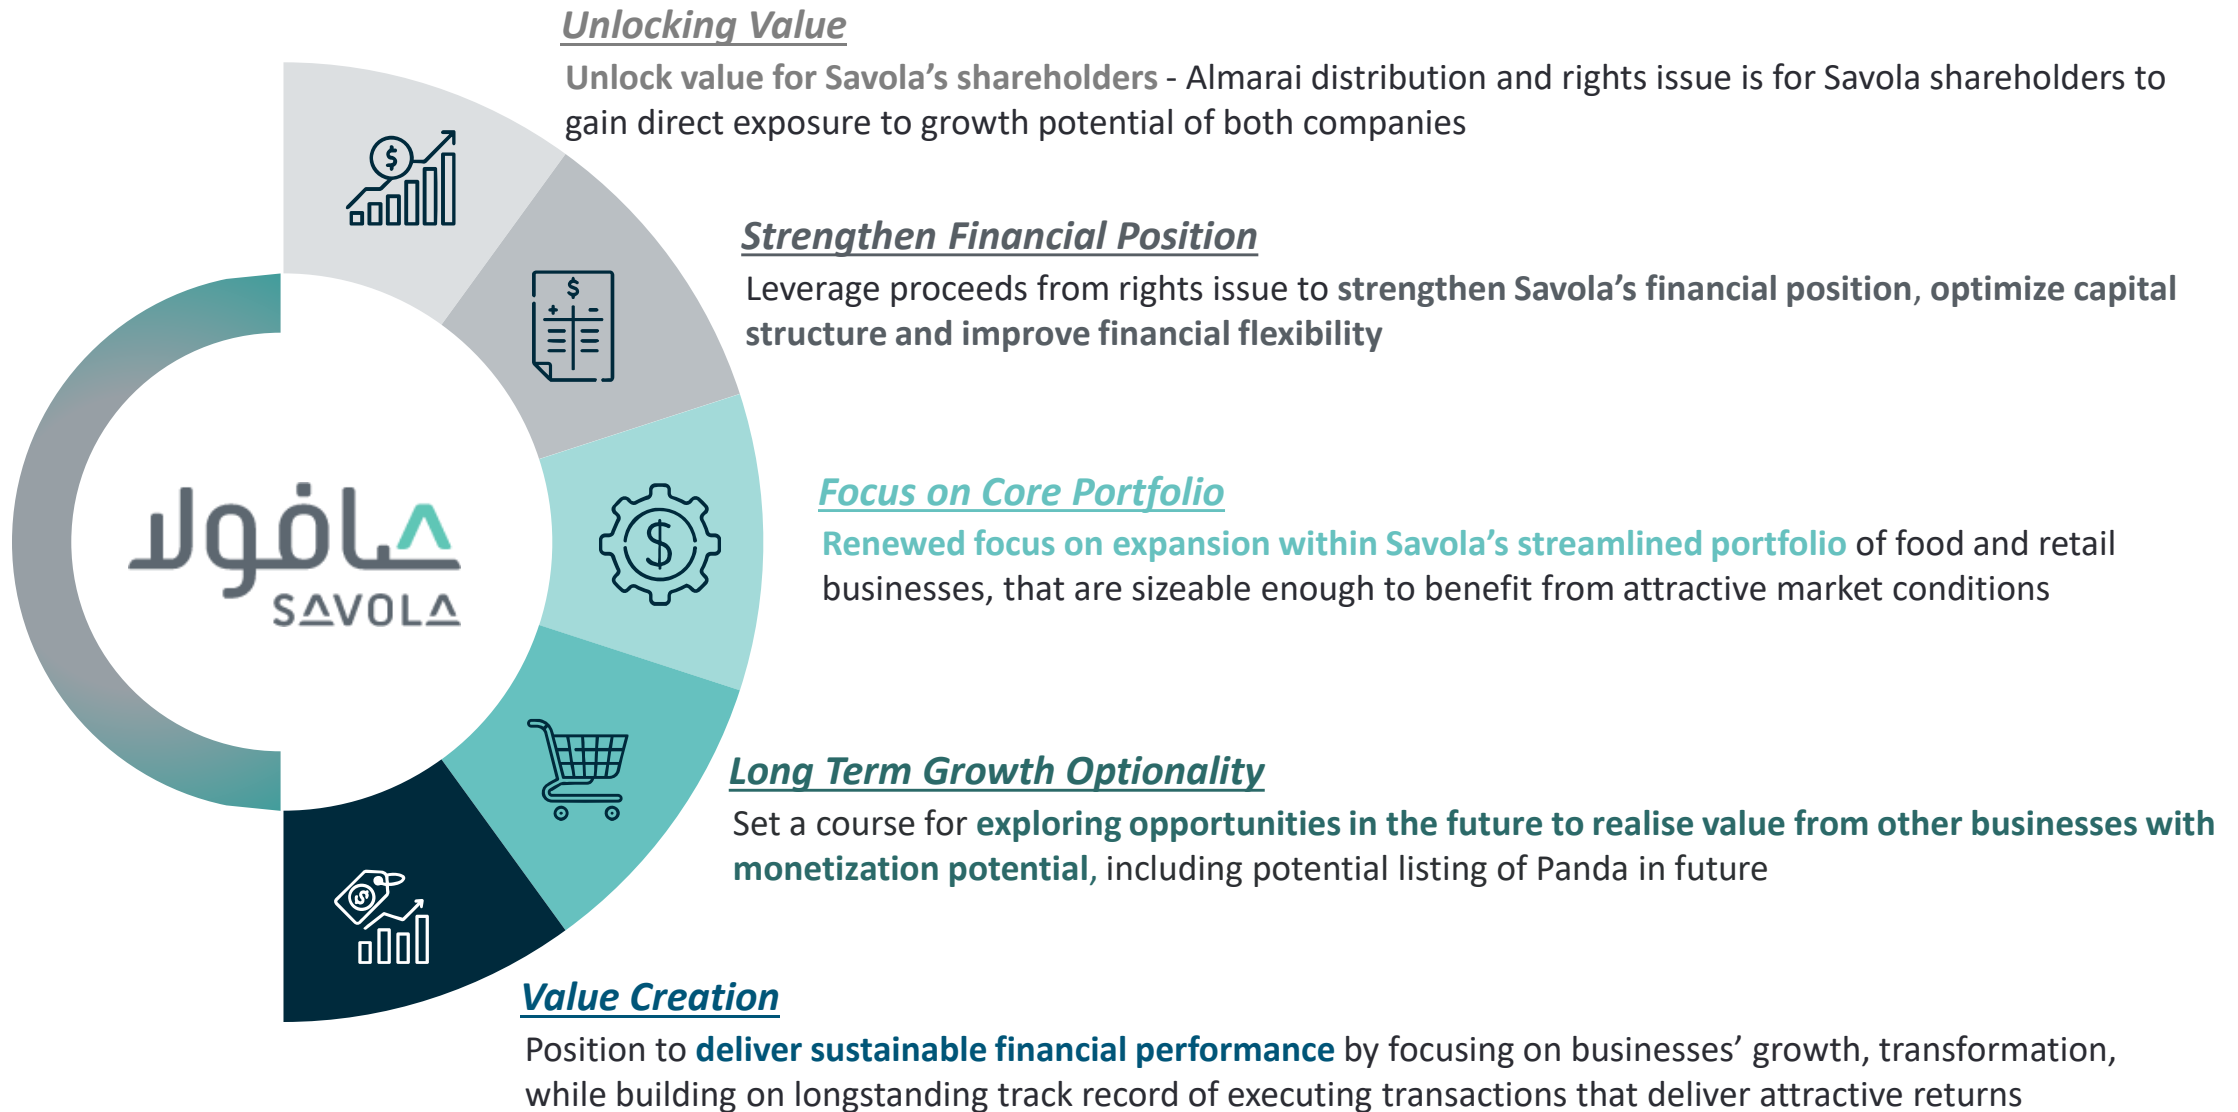 Unlocking Value
Unlock value for Savola’s shareholders - Almarai distribution and rights issue is for Savola shareholders to
gain direct exposure to growth potential of both companies
$
Strengthen Financial Position
Leverage proceeds from rights issue to strengthen Savola’s financial position, optimize capital
structure and improve financial flexibility
$
+ -
صافولا
SAVOLA
Focus on Core Portfolio
Renewed focus on expansion within Savola’s streamlined portfolio of food and retail
businesses, that are sizeable enough to benefit from attractive market conditions
$
Long Term Growth Optionality
Set a course for exploring opportunities in the future to realise value from other businesses with
monetization potential, including potential listing of Panda in future
$
Value Creation
Position to deliver sustainable financial performance by focusing on businesses’ growth, transformation,
while building on longstanding track record of executing transactions that deliver attractive returns